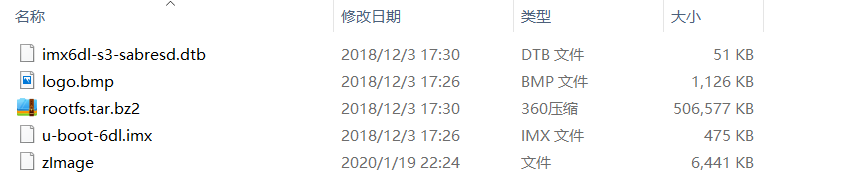 名称 修改日期 类型 大小
imx6dl-s3-sabresd.dtb 2018/12/3 17:30 DTB 文件 51 KB
logo.bmp 2018/12/3 17:26 BMP 文件 1,126 KB
rootfs.tar.bz2 2018/12/3 17:30 360压缩 506,577 KB
u-boot-6dl.imx 2018/12/3 17:26 IMX 文件 475 KB
zImage 2020/1/19 22:24 文件 6,441 KB